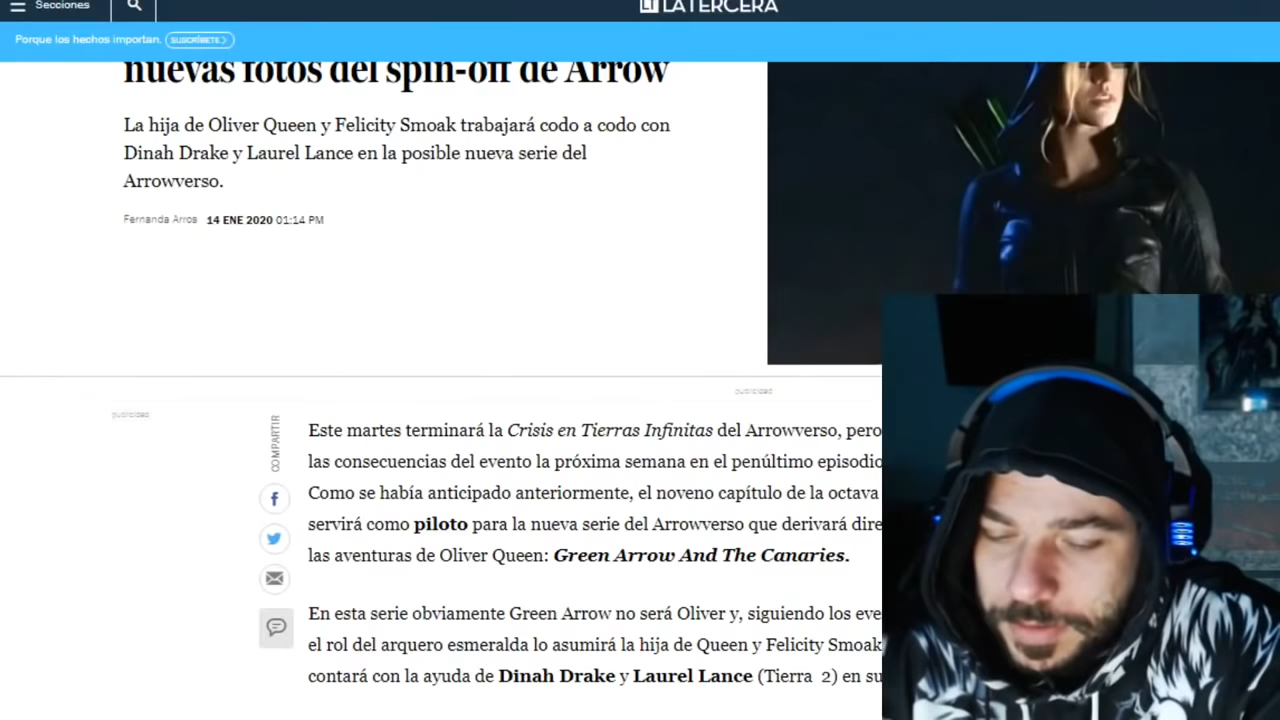 Secciones
LT LA TERCERA
Porque los hechos importan. SUSCRÍBETE >
nuevas fotos del spin-off de Arrow
La hija de Oliver Queen y Felicity Smoak trabajará codo a codo con
Dinah Drake y Laurel Lance en la posible nueva serie del
Arrowverso.
Fernanda Arros 14 ENE 2020 01:14 PM
publicidad
publicidad
COMPARTIR
Este martes terminará la Crisis en Tierras Infinitas del Arrowverso, pero
las consecuencias del evento la próxima semana en el penúltimo episodio
Como se había anticipado anteriormente, el noveno capítulo de la octava
servirá como piloto para la nueva serie del Arrowverso que derivará dire
las aventuras de Oliver Queen: Green Arrow And The Canaries.
En esta serie obviamente Green Arrow no será Oliver y, siguiendo los eve
el rol del arquero esmeralda lo asumirá la hija de Queen y Felicity Smoak
contará con la ayuda de Dinah Drake y Laurel Lance (Tierra 2) en su